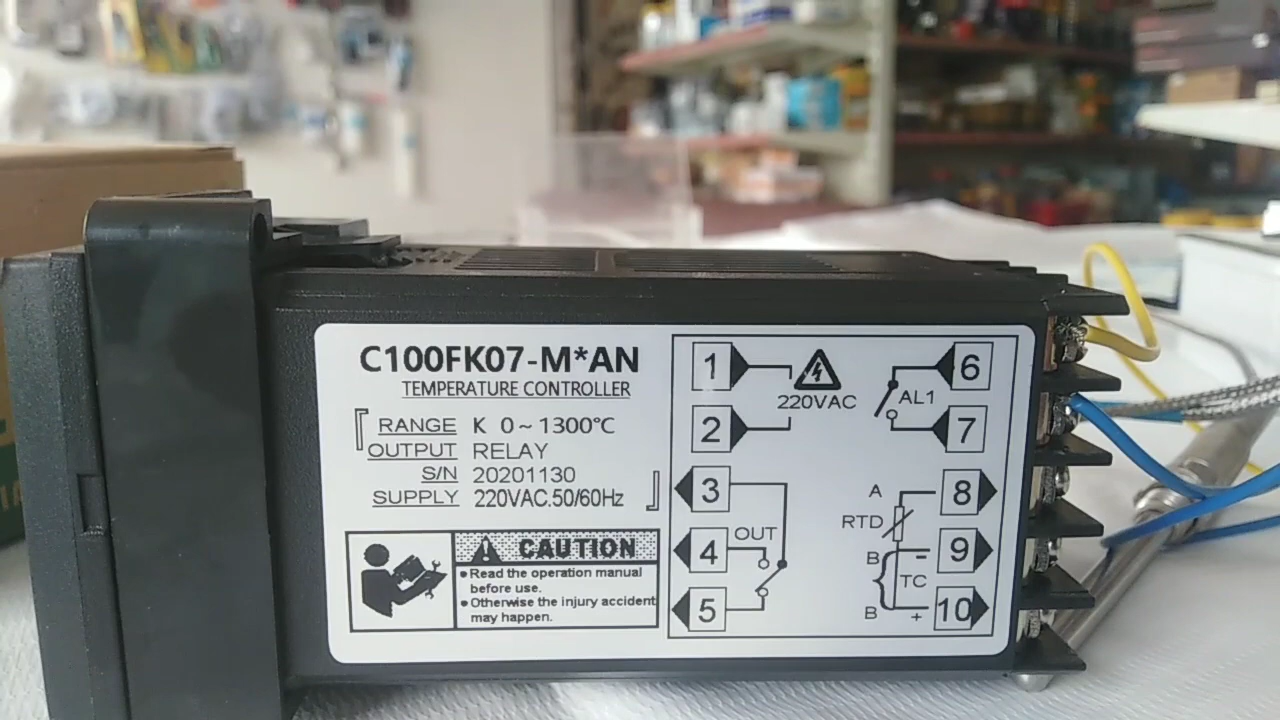 C100FK07-M*AN
TEMPERATURE CONTROLLER
RANGE K 0~1300℃
OUTPUT RELAY
S/N 20201130
SUPPLY 220VAC.50/60Hz
CAUTION
• Read the operation manual
before use.
• Otherwise the injury accident
may happen.
1
2
220VAC
3
4
5
OUT
6
7
AL1
8
9
10
A
RTD
B
B
TC
-
+